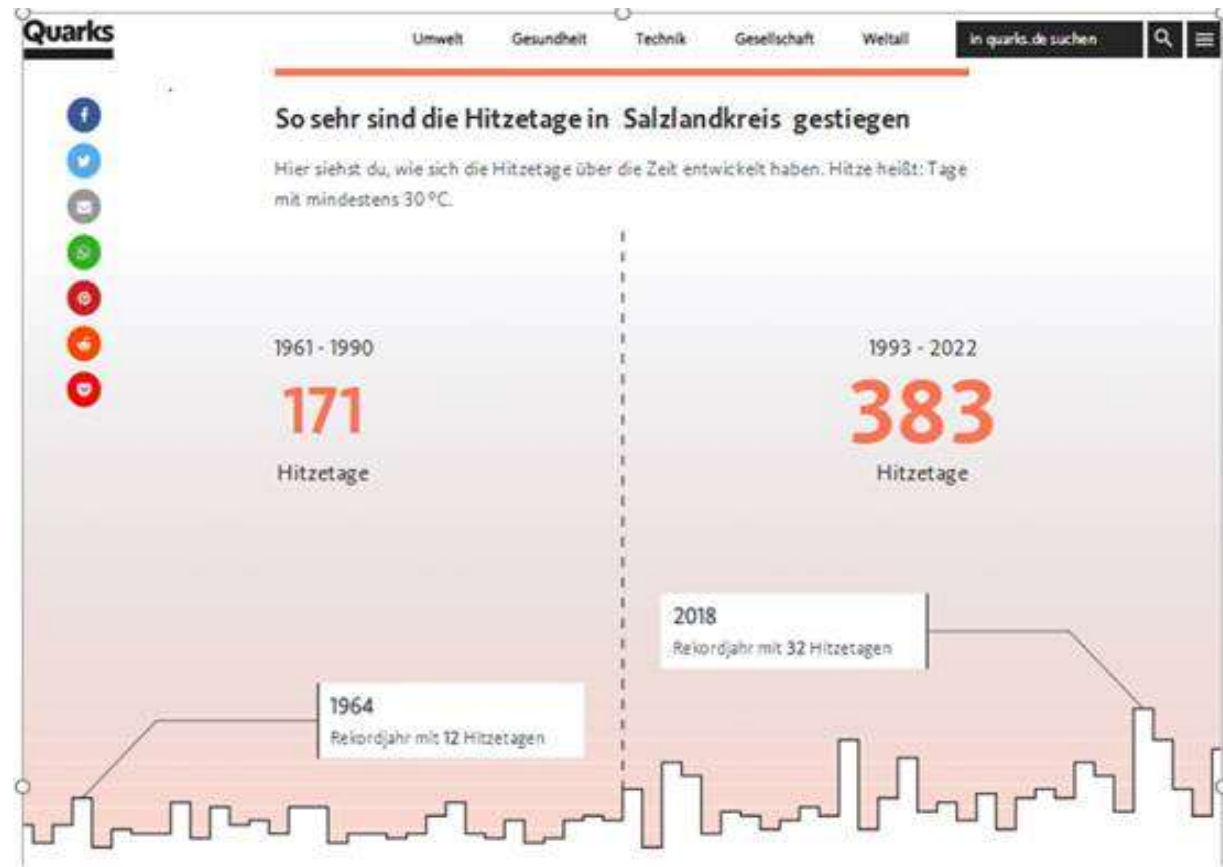 Quarks
Umwelt Gesundheit Technik Gesellschaft Weltall in quarks.de suchen
So sehr sind die Hitzetage in Salzlandkreis gestiegen
Hier siehst du, wie sich die Hitzetage über die Zeit entwickelt haben. Hitze heißt: Tage
mit mindestens 30 °C.
1961 - 1990
171
Hitzetage
1993 - 2022
383
Hitzetage
2018
Rekordjahr mit 32 Hitzetagen
1964
Rekordjahr mit 12 Hitzetagen